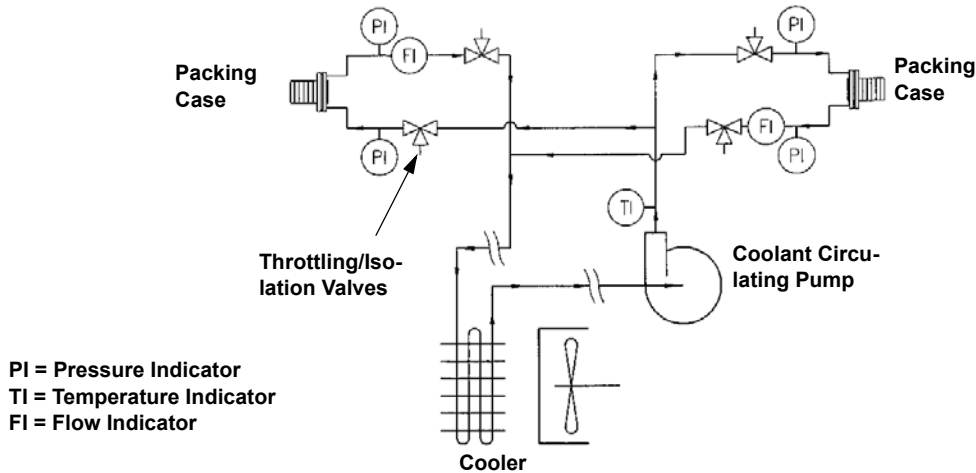 PI
PI
FI
Packing
Case
Packing
Case
FI
PI
PI
TI
Throttling/Iso-
lation Valves
Coolant Circu-
lating Pump
PI = Pressure Indicator
TI = Temperature Indicator
FI = Flow Indicator
Cooler